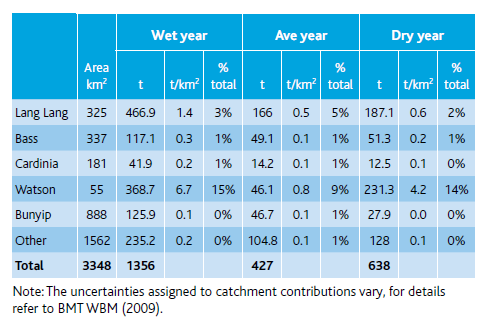 Wet year Ave year Dry year
Area km² t t/km² % total t t/km² % total t t/km² % total
Lang Lang 325 466.9 1.4 3% 166 0.5 5% 187.1 0.6 2%
Bass 337 117.1 0.3 1% 49.1 0.1 1% 51.3 0.2 1%
Cardinia 181 41.9 0.2 1% 14.2 0.1 1% 12.5 0.1 0%
Watson 55 368.7 6.7 15% 46.1 0.8 9% 231.3 4.2 14%
Bunyip 888 125.9 0.1 0% 46.7 0.1 1% 27.9 0.0 0%
Other 1562 235.2 0.2 0% 104.8 0.1 1% 128 0.1 0%
Total 3348 1356 427 638
Note: The uncertainties assigned to catchment contributions vary, for details
refer to BMT WBM (2009).